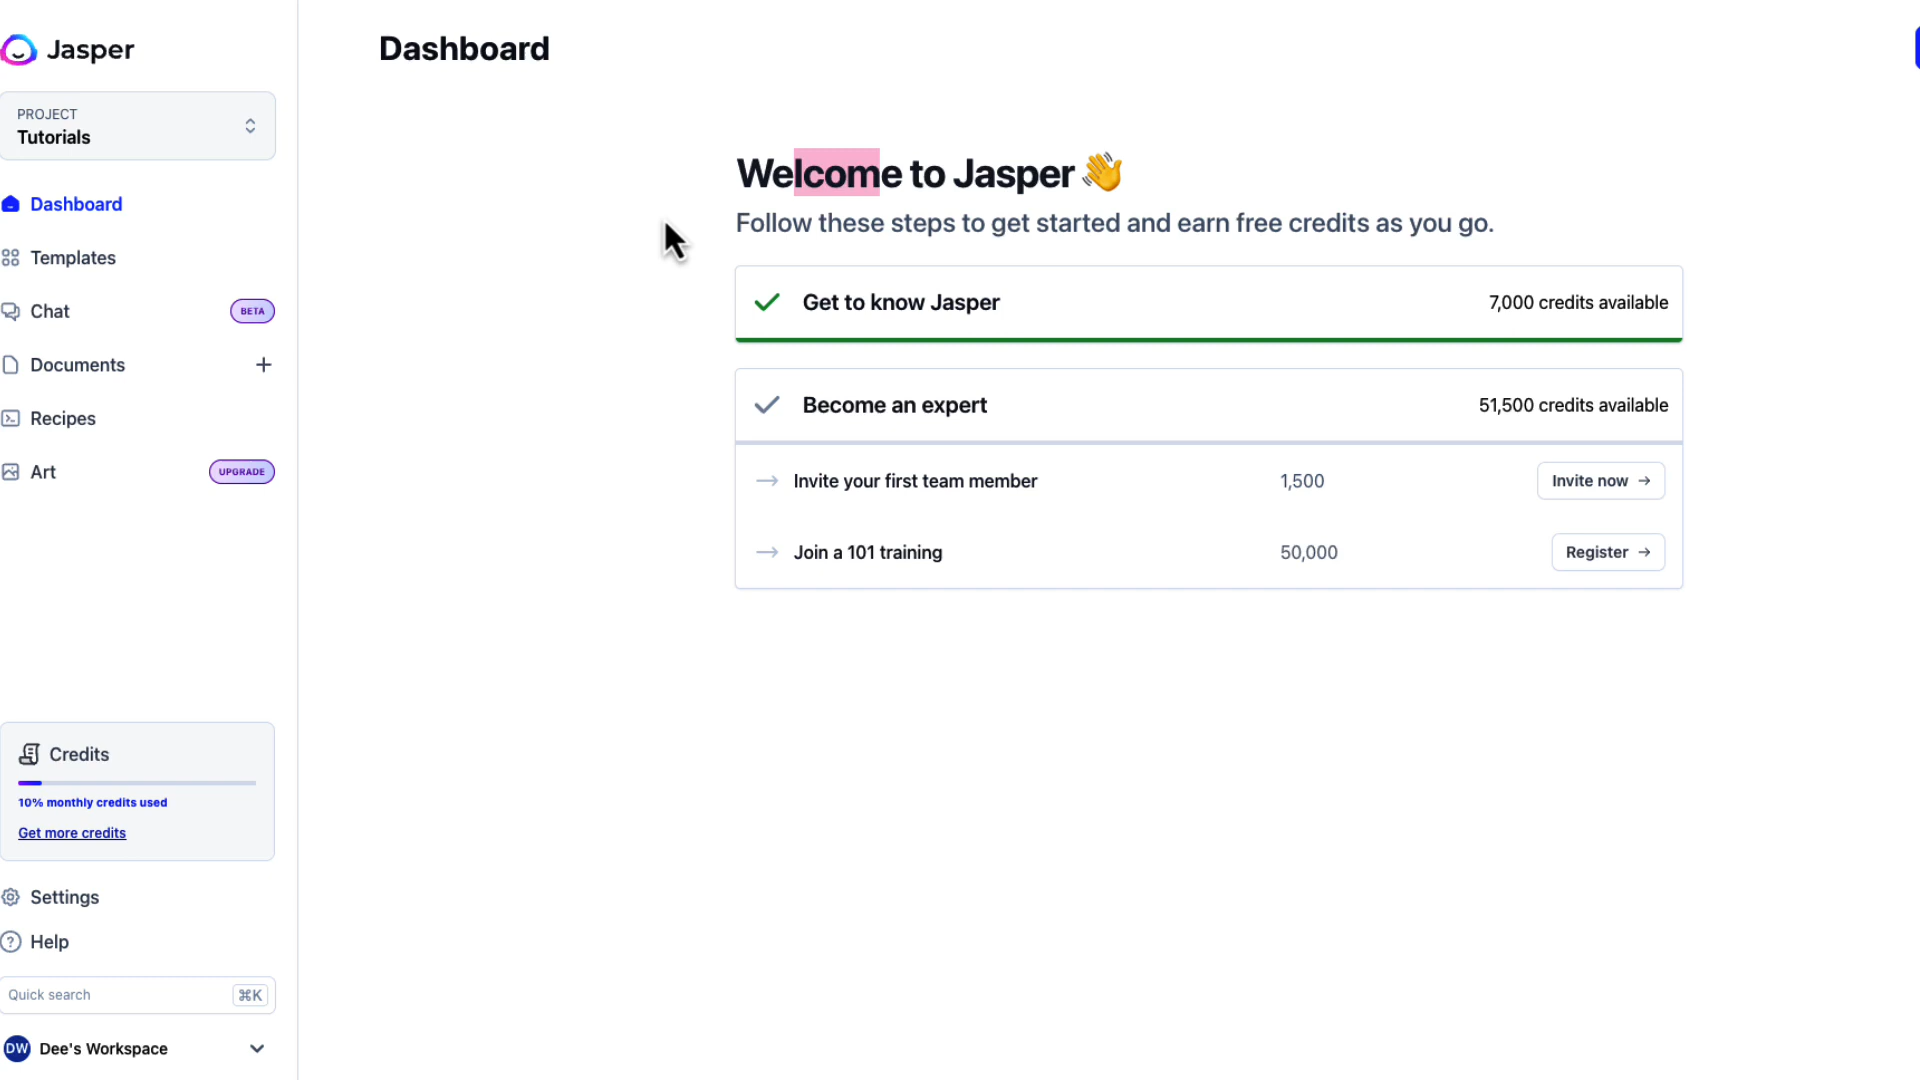 Jasper
PROJECT
Tutorials
Dashboard
Templates
Chat
BETA
Documents
Recipes
Art
UPGRADE
Credits
10% monthly credits used
Get more credits
Settings
Help
Quick search
⌘K
DW
Dee's Workspace
Dashboard
Welcome to Jasper 👋
Follow these steps to get started and earn free credits as you go.
Get to know Jasper
7,000 credits available
Become an expert
51,500 credits available
Invite your first team member
1,500
Invite now →
Join a 101 training
50,000
Register →